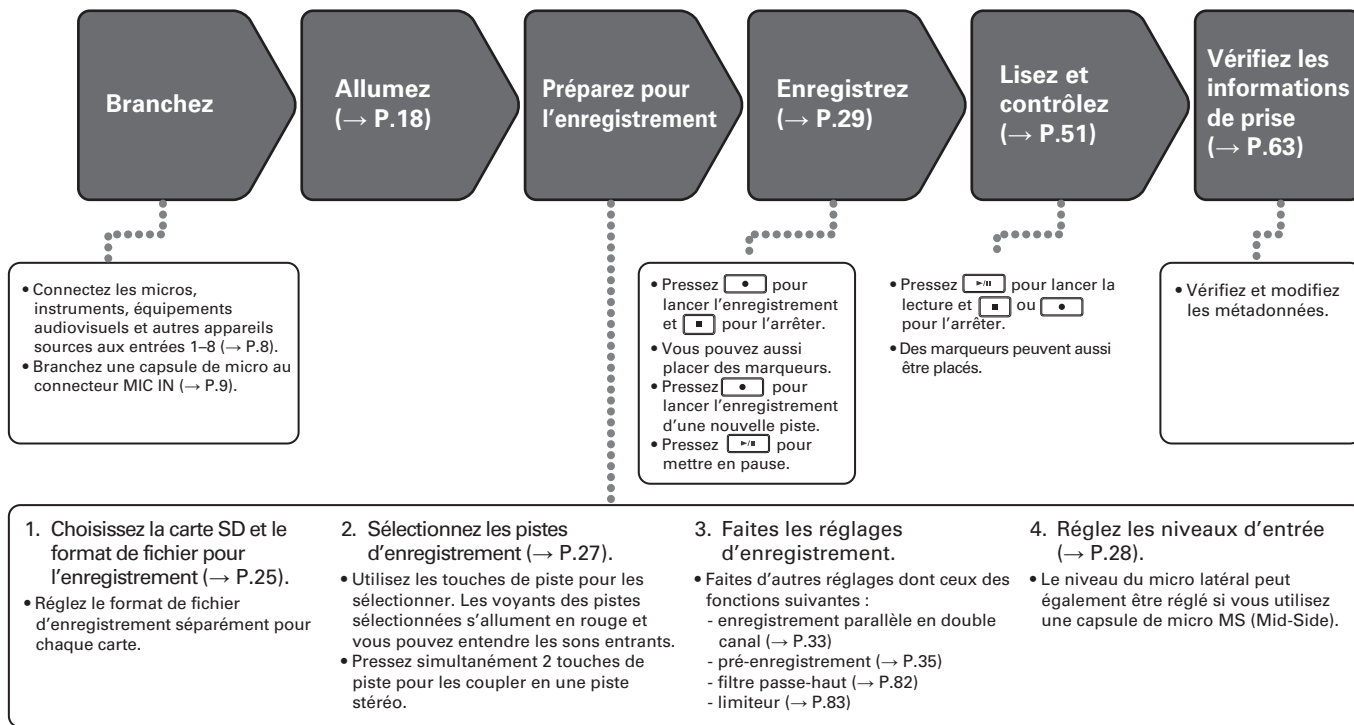 Branchez
Allumez
(→ P.18)
Préparez pour
l’enregistrement
Enregistrez
(→ P.29)
Lisez et
contrôlez
(→ P.51)
Vérifiez les
informations
de prise
(→ P.63)
• Connectez les micros,
instruments, équipements
audiovisuels et autres appareils
sources aux entrées 1–8 (→ P.8).
• Branchez une capsule de micro au
connecteur MIC IN (→ P.9).
• Pressez pour
lancer l’enregistrement
et pour l’arrêter.
• Vous pouvez aussi
placer des marqueurs.
• Pressez pour
lancer l’enregistrement
d’une nouvelle piste.
• Pressez pour
mettre en pause.
• Pressez pour lancer la
lecture et ou
pour l’arrêter.
• Des marqueurs peuvent aussi
être placés.
• Vérifiez et modifiez
les métadonnées.
1. Choisissez la carte SD et le
format de fichier pour
l’enregistrement (→ P.25).
• Réglez le format de fichier
d’enregistrement séparément pour
chaque carte.
2. Sélectionnez les pistes
d’enregistrement (→ P.27).
• Utilisez les touches de piste pour les
sélectionner. Les voyants des pistes
sélectionnées s’allument en rouge et
vous pouvez entendre les sons entrants.
• Pressez simultanément 2 touches de
piste pour les coupler en une piste
stéréo.
3. Faites les réglages
d’enregistrement.
• Faites d’autres réglages dont ceux des
fonctions suivantes :
- enregistrement parallèle en double
canal (→ P.33)
- pré-enregistrement (→ P.35)
- filtre passe-haut (→ P.82)
- limiteur (→ P.83)
4. Réglez les niveaux d’entrée
(→ P.28).
• Le niveau du micro latéral peut
également être réglé si vous utilisez
une capsule de micro MS (Mid-Side).